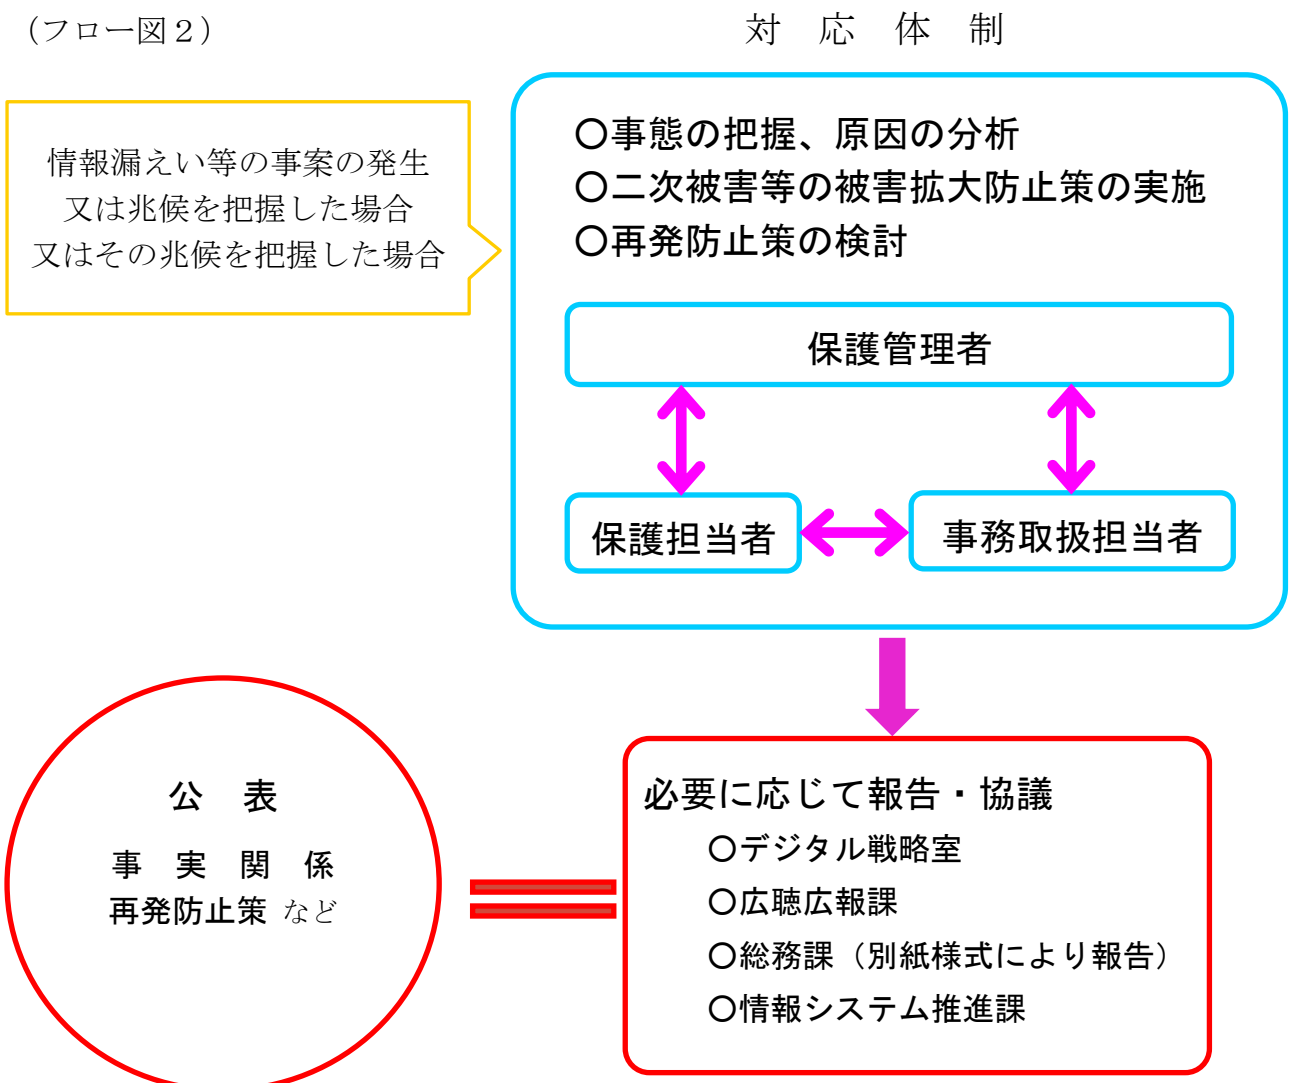 （フロー図２）
対　応　体　制
情報漏えい等の事案の発生
又は兆候を把握した場合
又はその兆候を把握した場合
〇事態の把握、原因の分析
〇二次被害等の被害拡大防止策の実施
〇再発防止策の検討
保護管理者
保護担当者
事務取扱担当者
公　表
事　実　関　係
再発防止策 など
必要に応じて報告・協議
〇デジタル戦略室
〇広聴広報課
〇総務課（別紙様式により報告）
〇情報システム推進課